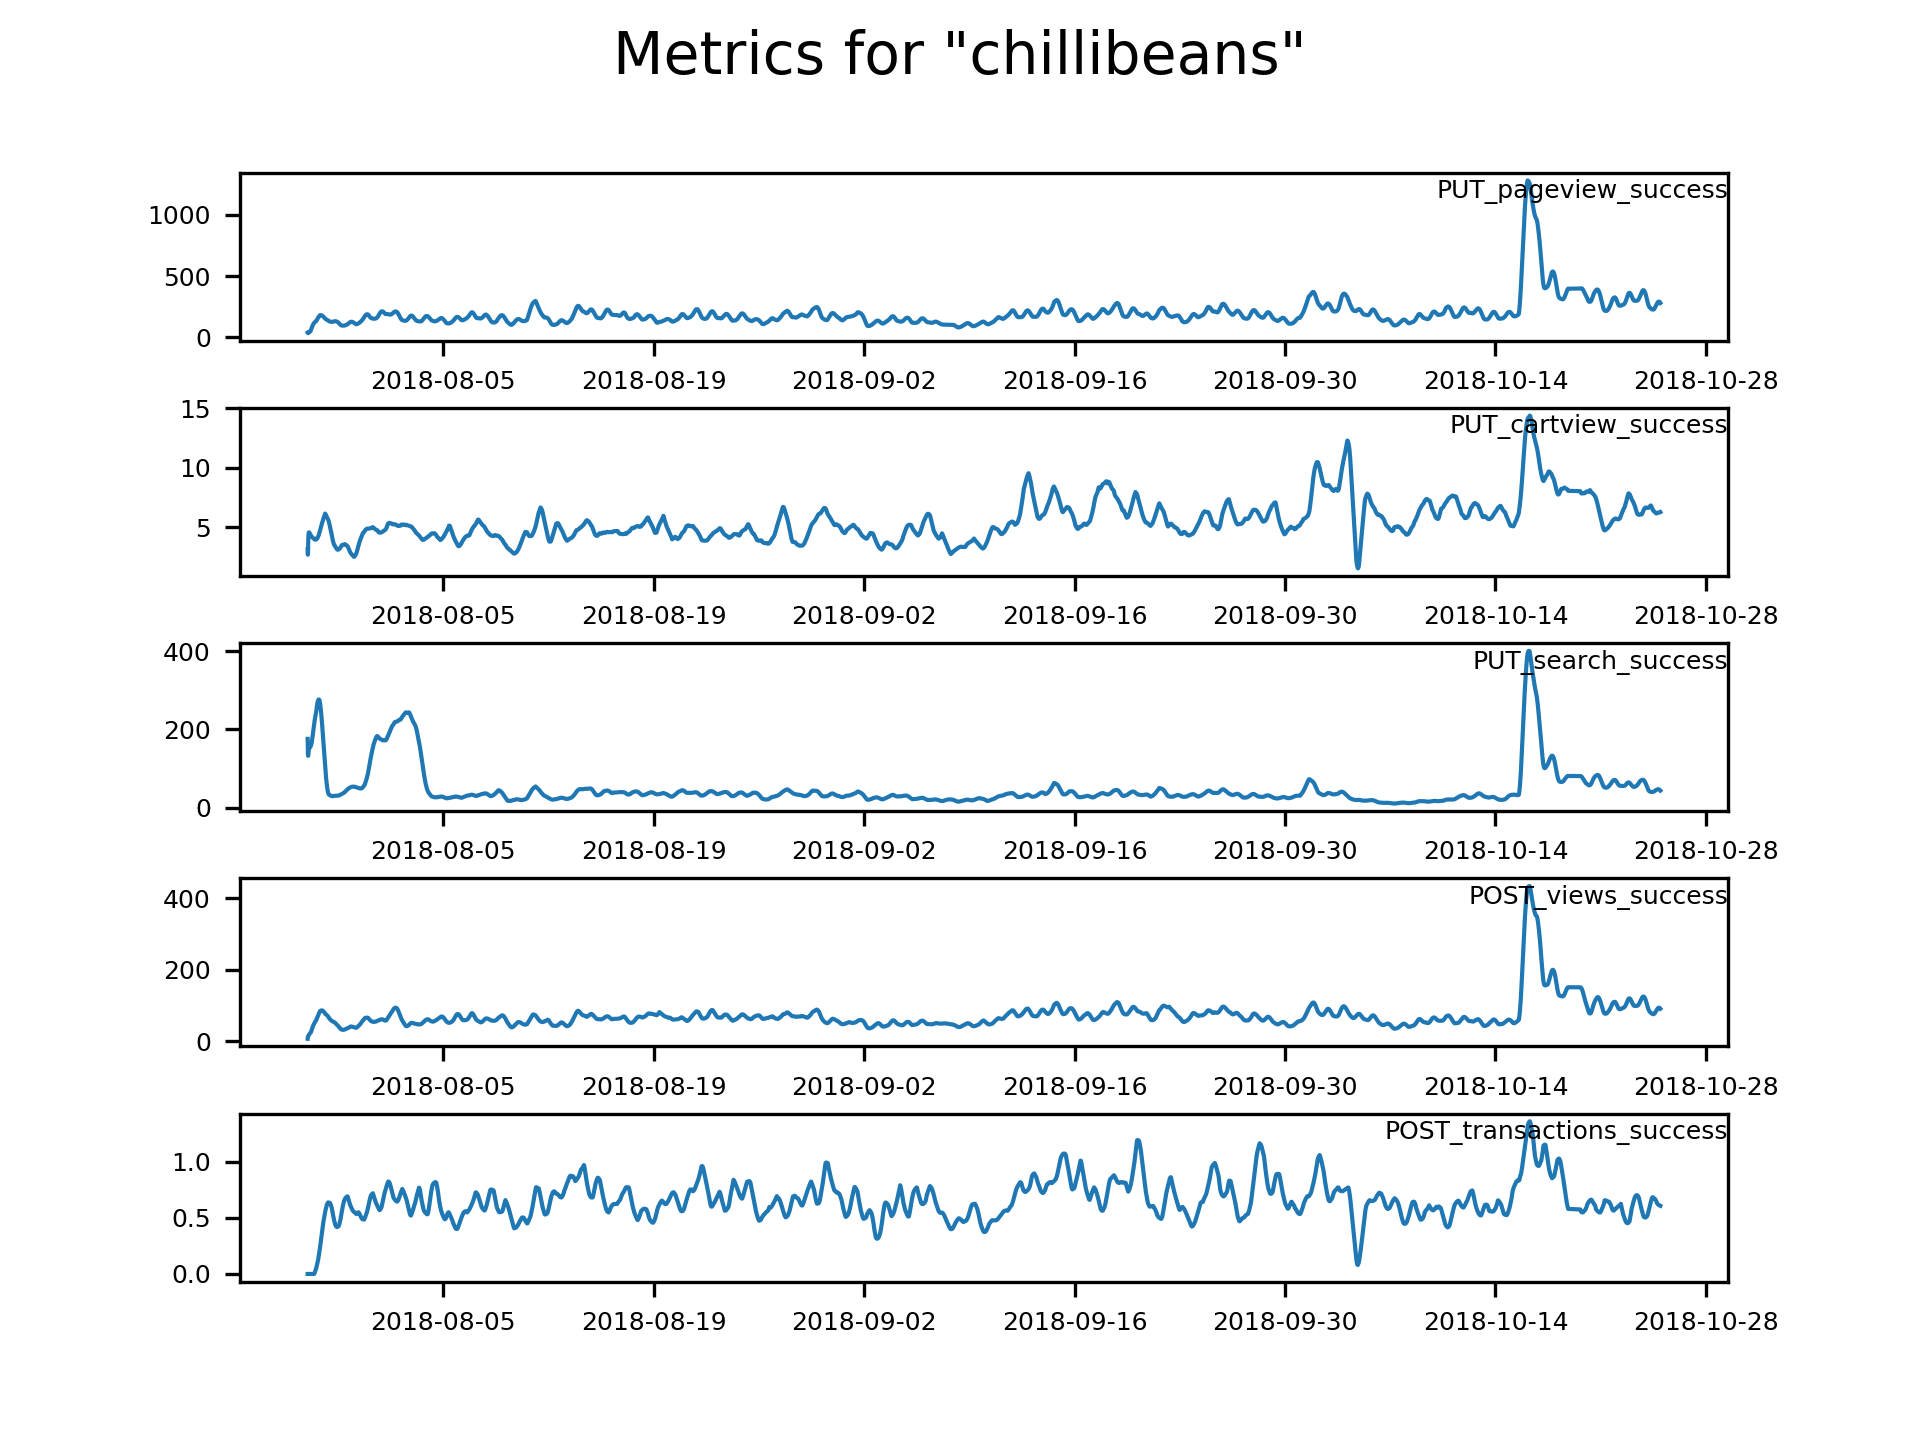 Metrics for "chillibeans"
PUT_pageview_success
1000
500
0
2018-08-05 2018-08-19 2018-09-02 2018-09-16 2018-09-30 2018-10-14 2018-10-28
15
PUT_cartview_success
10
5
2018-08-05 2018-08-19 2018-09-02 2018-09-16 2018-09-30 2018-10-14 2018-10-28
400
PUT_search_success
200
0
2018-08-05 2018-08-19 2018-09-02 2018-09-16 2018-09-30 2018-10-14 2018-10-28
400
POST_views_success
200
0
2018-08-05 2018-08-19 2018-09-02 2018-09-16 2018-09-30 2018-10-14 2018-10-28
POST_transactions_success
1.0
0.5
0.0
2018-08-05 2018-08-19 2018-09-02 2018-09-16 2018-09-30 2018-10-14 2018-10-28